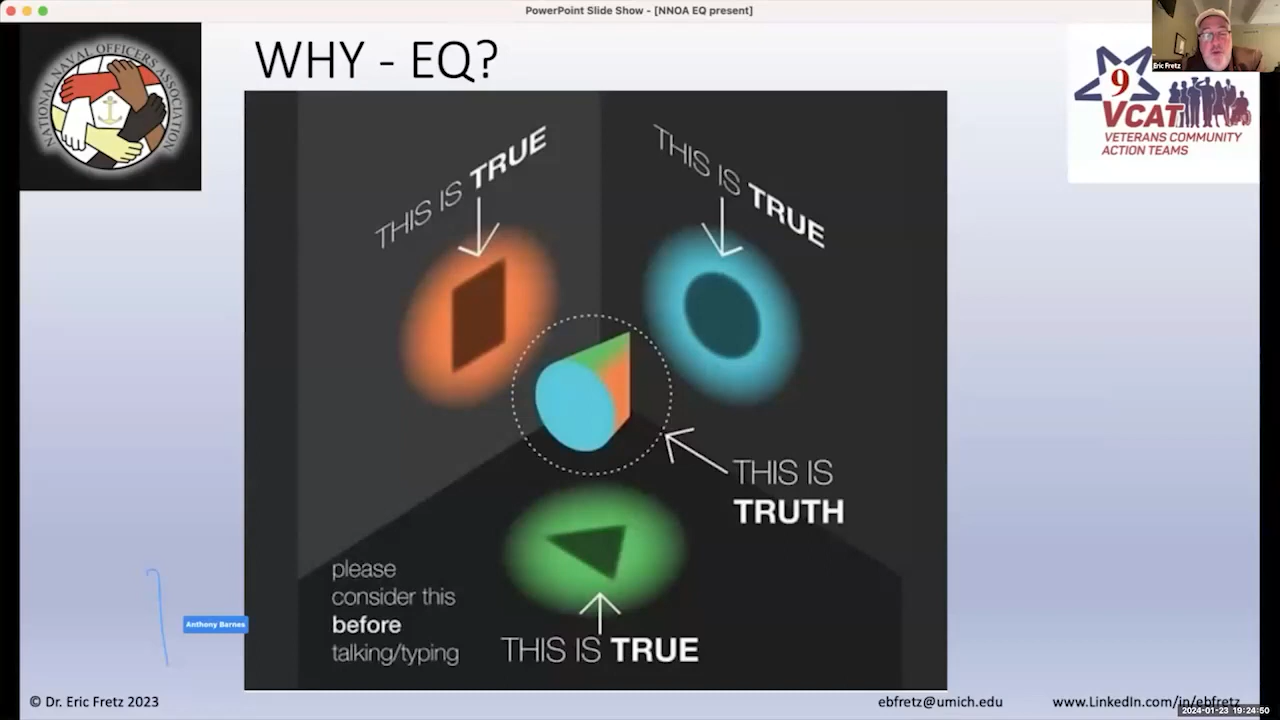 PowerPoint Slide Show - [NNOA EQ present]
NATIONAL NAVAL OFFICERS ASSOCIATION
WHY - EQ?
Eric Fretz
9
VCAT
VETERANS COMMUNITY
ACTION TEAMS
THIS IS TRUE
THIS IS TRUE
THIS IS
TRUTH
please
consider this
before
talking/typing
THIS IS TRUE
Anthony Barnes
© Dr. Eric Fretz 2023
ebfretz@umich.edu
www.LinkedIn.com/in/ebfretz
2024-01-23 19:24:50